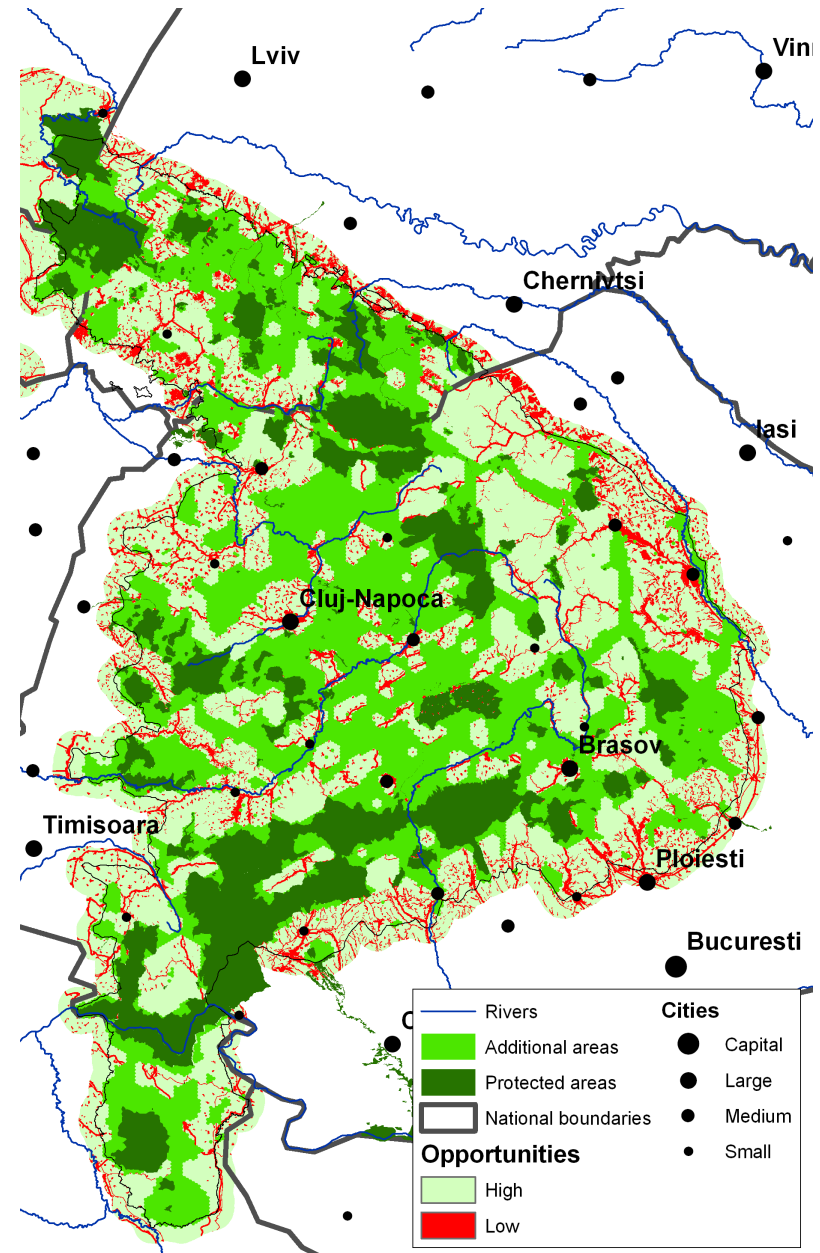 Lviv
Chernivtsi
Iasi
Cluj-Napoca
Brasov
Timisoara
Ploiesti
Bucuresti
Rivers
Additional areas
Protected areas
National boundaries
Opportunities
High
Low
Cities
Capital
Large
Medium
Small